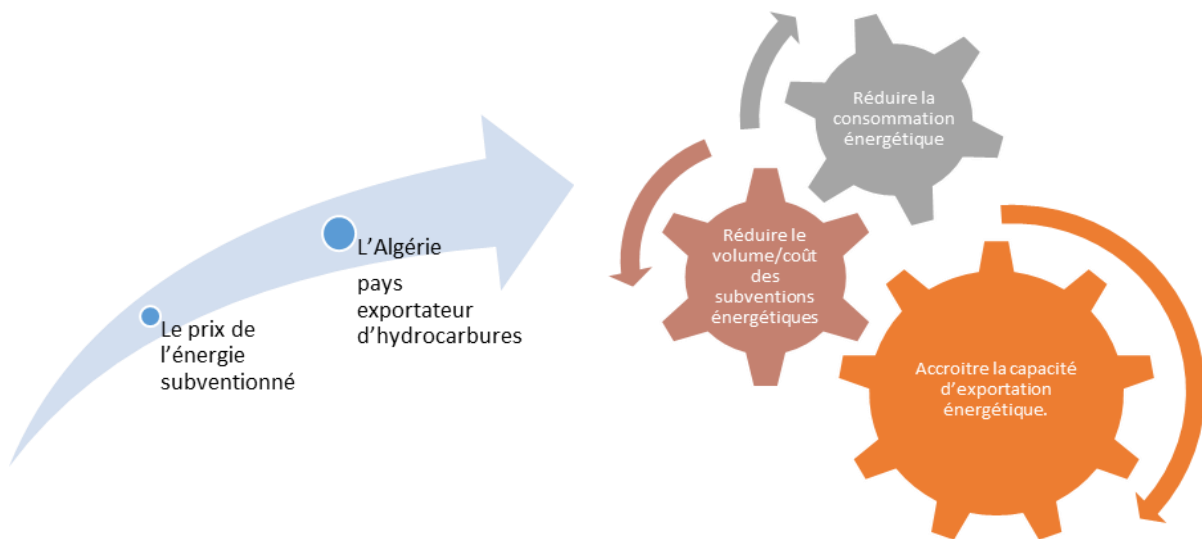 Le prix de
l'énergie
subventionné
L'Algérie
pays
exportateur
d'hydrocarbures
Réduire la
consommation
énergétique
Réduire le
volume/coût
des
subventions
énergétiques
Accroitre la capacité
d'exportation
énergétique.